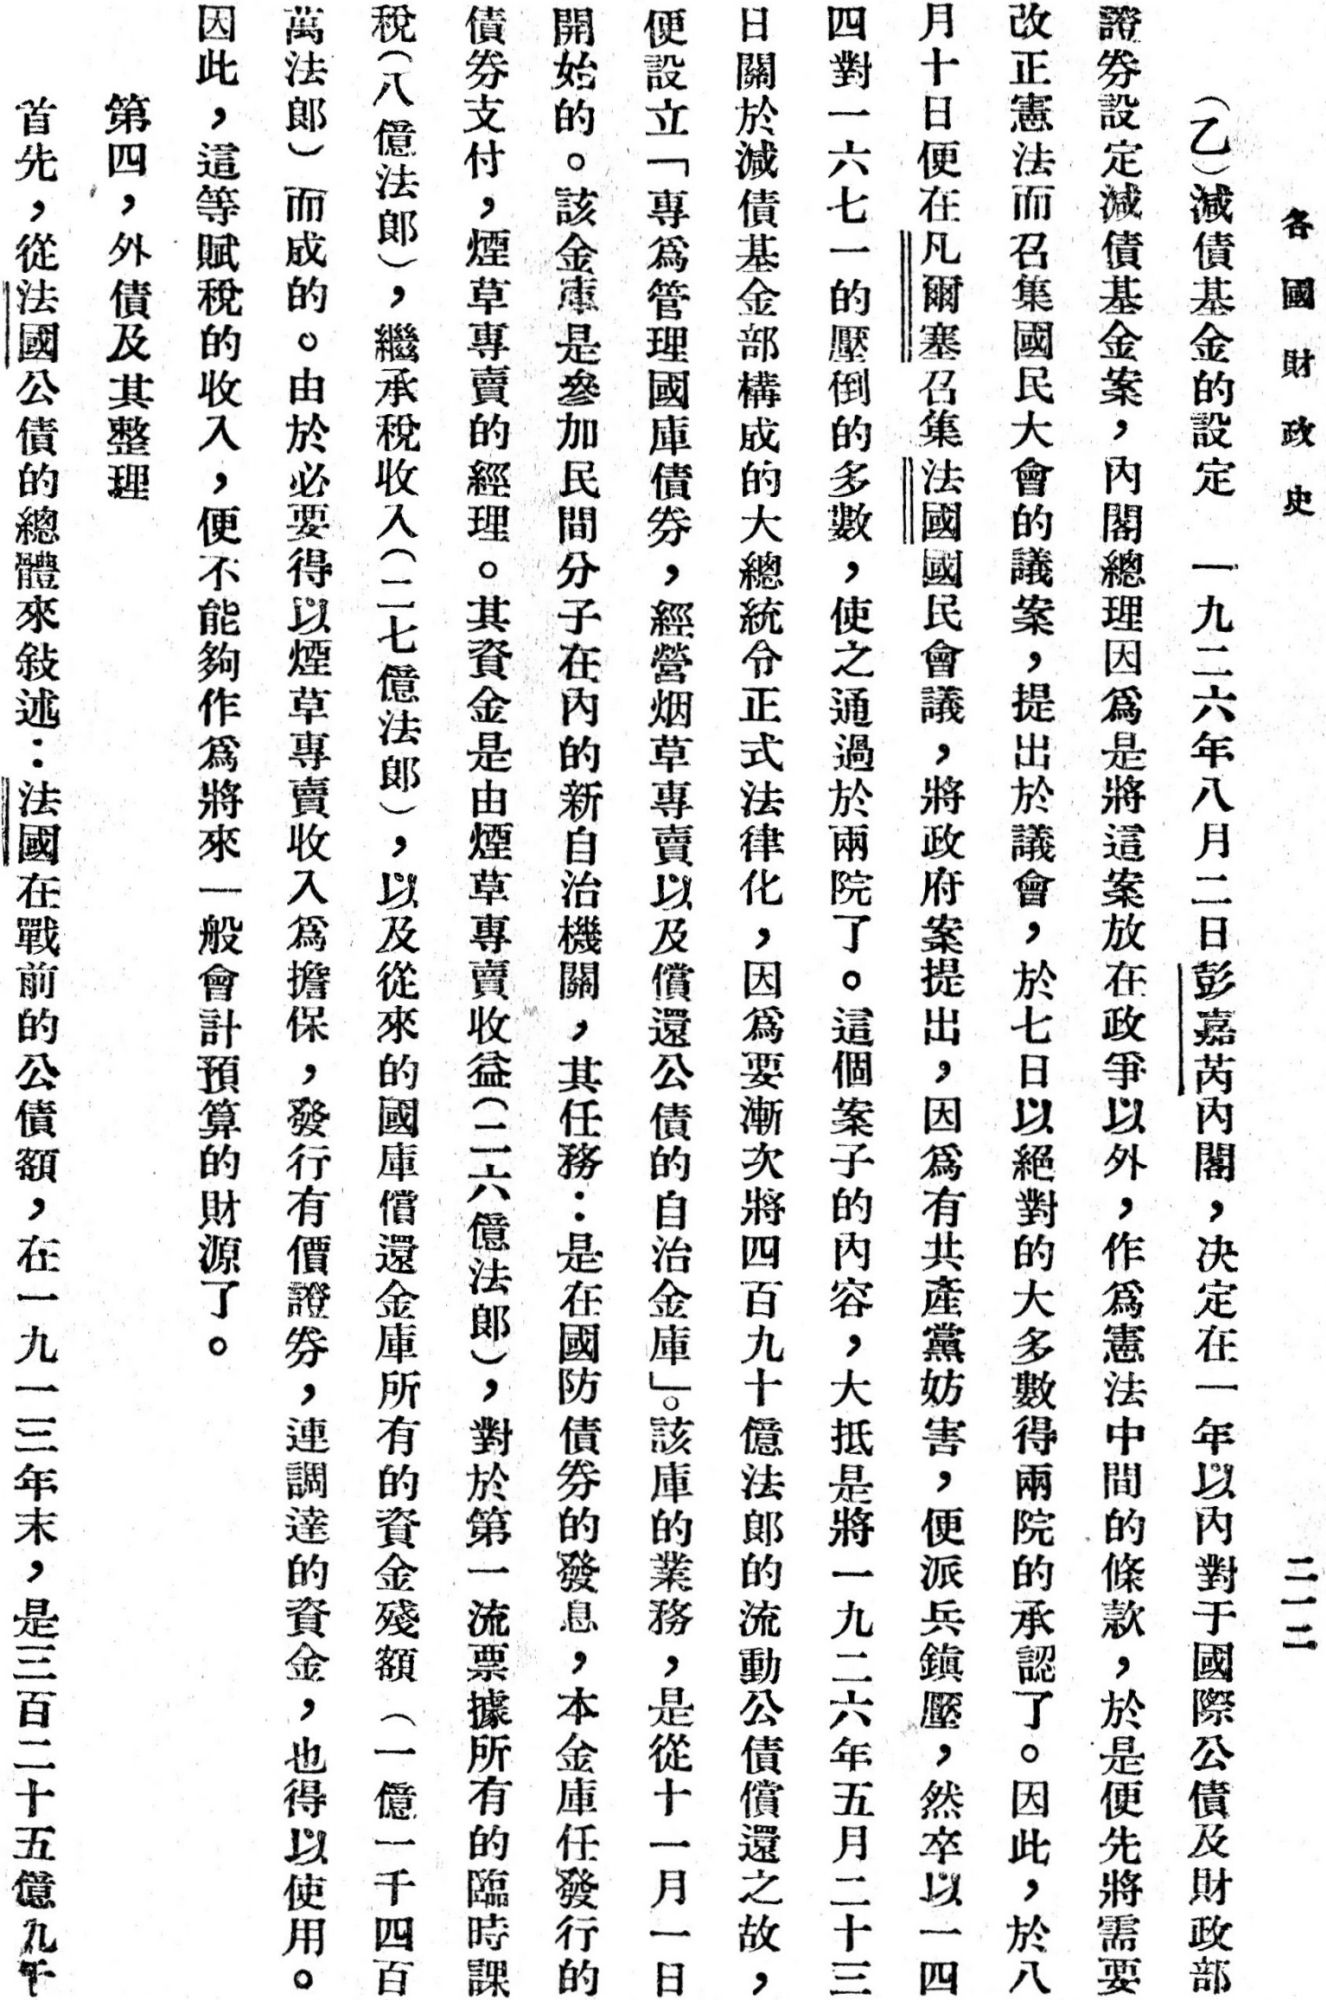 各國財政史
二一二
（乙）減債基金的設定　一九二六年八月二日彭嘉芮內閣，決定在一年以內對于國際公債及財政部
證券設定減債基金案，內閣總理因爲是將這案放在政爭以外，作爲憲法中間的條款，於是便先將需要
改正憲法而召集國民大會的議案，提出於議會，於七日以絕對的大多數得兩院的承認了。因此，於八
月十日便在凡爾塞召集法國國民會議，將政府案提出，因爲有共產黨妨害，便派兵鎮壓，然卒以一四
四對一六七一的壓倒的多數，使之通過於兩院了。這個案子的內容，大抵是將一九二六年五月二十三
日關於減債基金部構成的大總統令正式法律化，因爲要漸次將四百九十億法郞的流動公債償還之故，
便設立「專爲管理國庫債券，經營烟草專賣以及償還公債的自治金庫」。該庫的業務，是從十一月一日
開始的。該金庫是參加民間分子在內的新自治機關，其任務：是在國防債券的發息，本金庫任發行的
債券支付，煙草專賣的經理。其資金是由煙草專賣收益（二六億法郞），對於第一流票據所有的臨時課
稅（八億法郞），繼承稅收入（二七億法郞），以及從來的國庫償還金庫所有的資金殘額（一億一千四百
萬法郞）而成的。由於必要得以煙草專賣收入爲擔保，發行有價證券，連調達的資金，也得以使用。
因此，這等賦稅的收入，便不能夠作爲將來一般會計預算的財源了。
第四，外債及其整理
首先，從法國公債的總體來敍述：法國在戰前的公債額，在一九一三年末，是三百二十五億九千